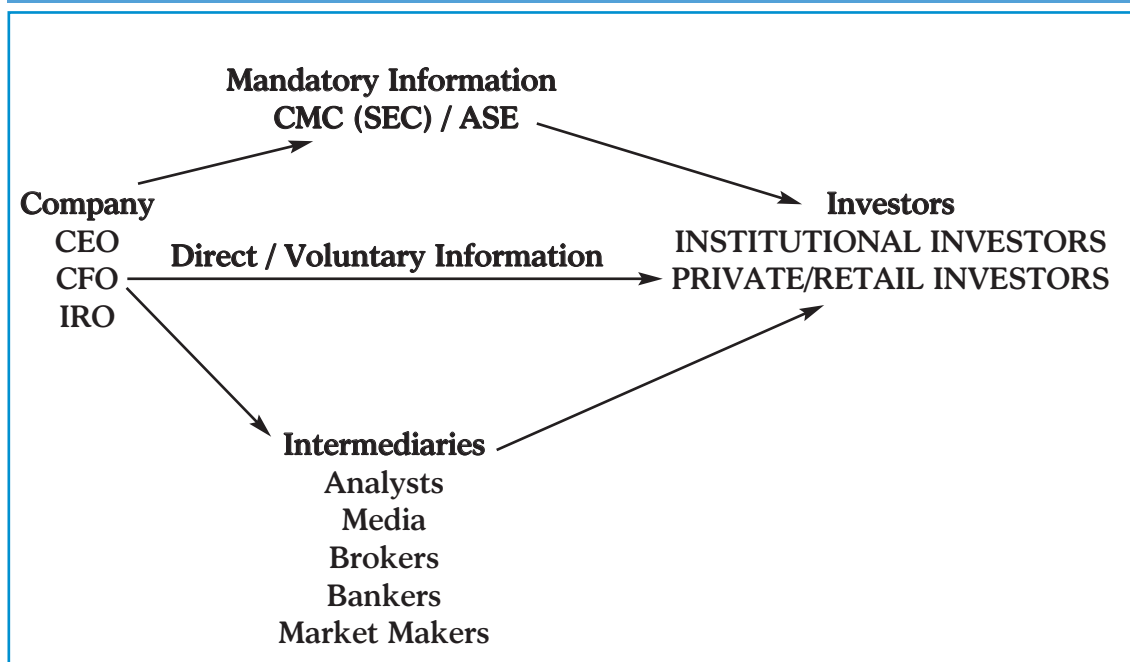 Mandatory Information
CMC (SEC) / ASE
Company
CEO
CFO
IRO
Direct / Voluntary Information
Investors
INSTITUTIONAL INVESTORS
PRIVATE/RETAIL INVESTORS
Intermediaries
Analysts
Media
Brokers
Bankers
Market Makers